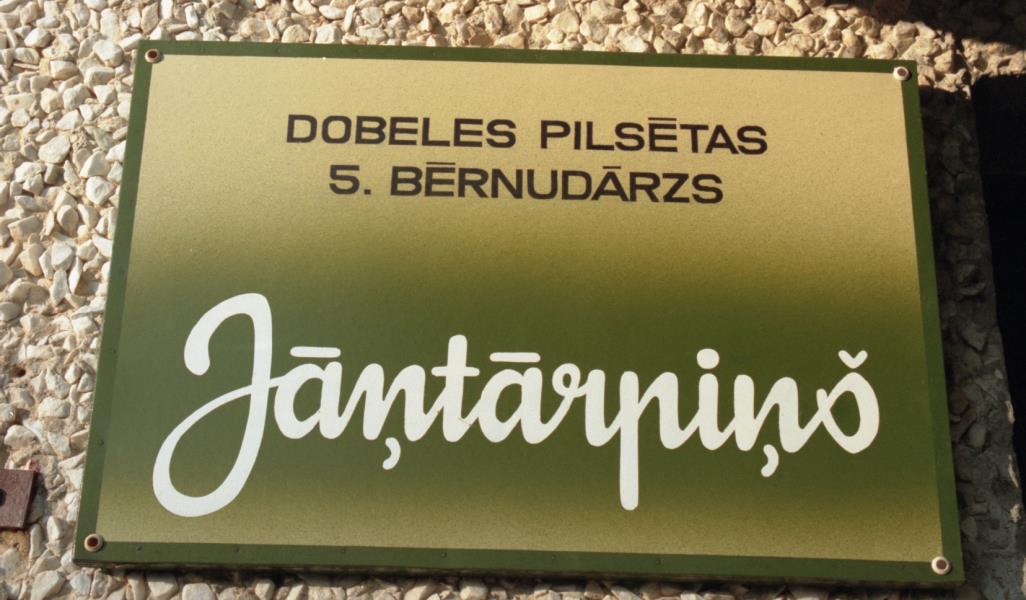 DOBELES PILSĒTAS
5. BĒRNUDĀRZS
Jāņtārpiņš